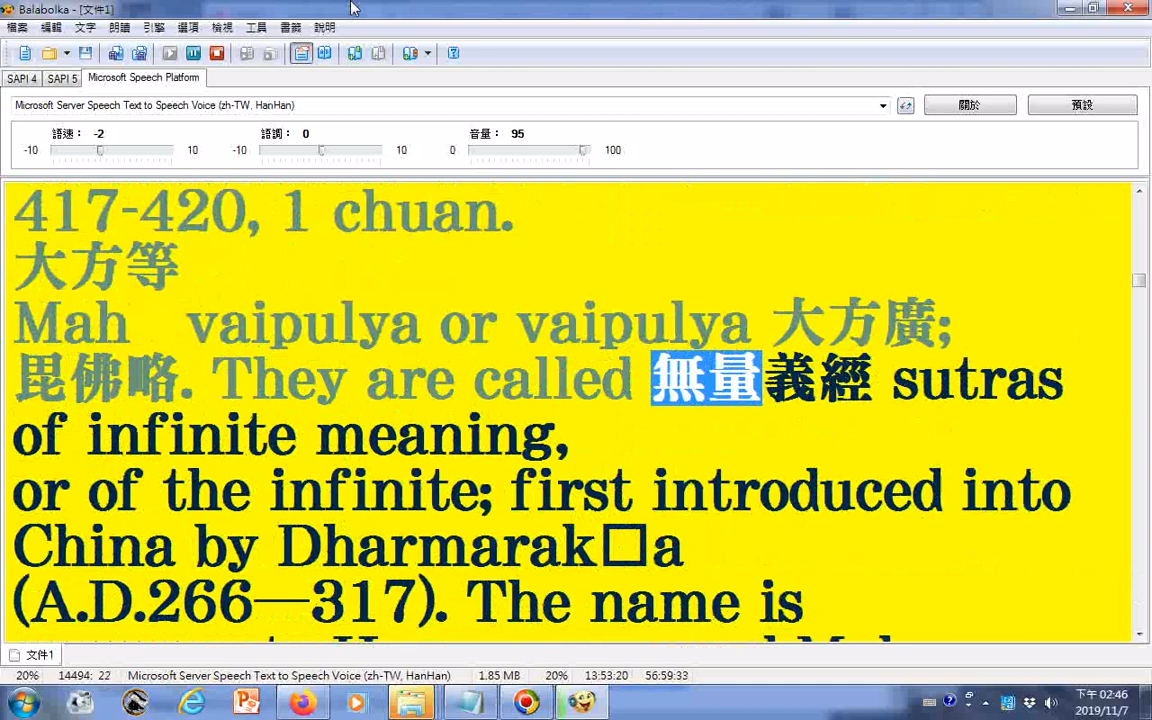 Balabolka - [文件1]
檔案 編輯 文字 朗讀 引擎 選項 檢視 工具 書籤 說明
SAPI 4 SAPI 5 Microsoft Speech Platform
Microsoft Server Speech Text to Speech Voice (zh-TW, HanHan)
關於 預設
語速： -2 語調： 0 音量： 95
-10 10 -10 10 0 100
417-420, 1 chuan.
大方等
Mah vaipulya or vaipulya 大方廣;
毘佛略. They are called 無量義經 sutras
of infinite meaning,
or of the infinite; first introduced into
China by Dharmarak□a
(A.D.266—317). The name is
文件1
20% 14494: 22 Microsoft Server Speech Text to Speech Voice (zh-TW, HanHan) 1.85 MB 20% 13:53:20 56:59:33
下午 02:46
2019/11/7